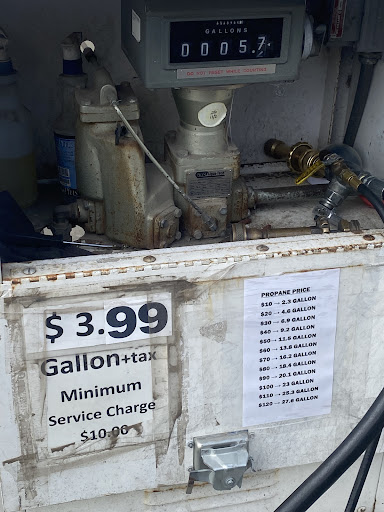 GALLONS
0005.7
DO NOT RESET WHILE COUNTING
$ 3.99
Gallon+tax
Minimum
Service Charge
$10.00
PROPANE PRICE
$10 → 2.3 GALLON
$20 → 4.6 GALLON
$30 → 6.9 GALLON
$40 → 9.2 GALLON
$50 → 11.5 GALLON
$60 → 13.8 GALLON
$70 → 16.2 GALLON
$80 → 18.4 GALLON
$90 → 20.1 GALLON
$100 → 23 GALLON
$110 → 25.3 GALLON
$120 → 27.6 GALLON